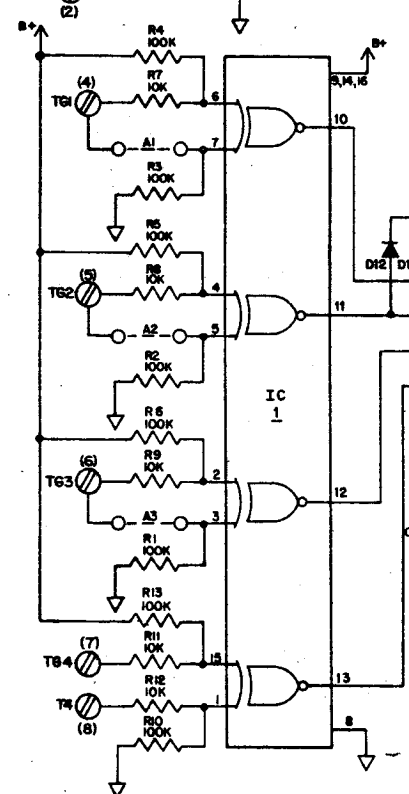 (2)
B+
R4
100K
B+
9,14,16
(4)
TG1
R7
10K
6
10
A1
7
R3
100K
R5
100K
(5)
TG2
R8
10K
4
D12
11
A2
5
R2
100K
IC
1
R6
100K
(6)
TG3
R9
10K
2
12
A3
3
R1
100K
R13
100K
(7)
TG4
R11
10K
15
13
R12
10K
T4
(8)
1
R10
100K
8